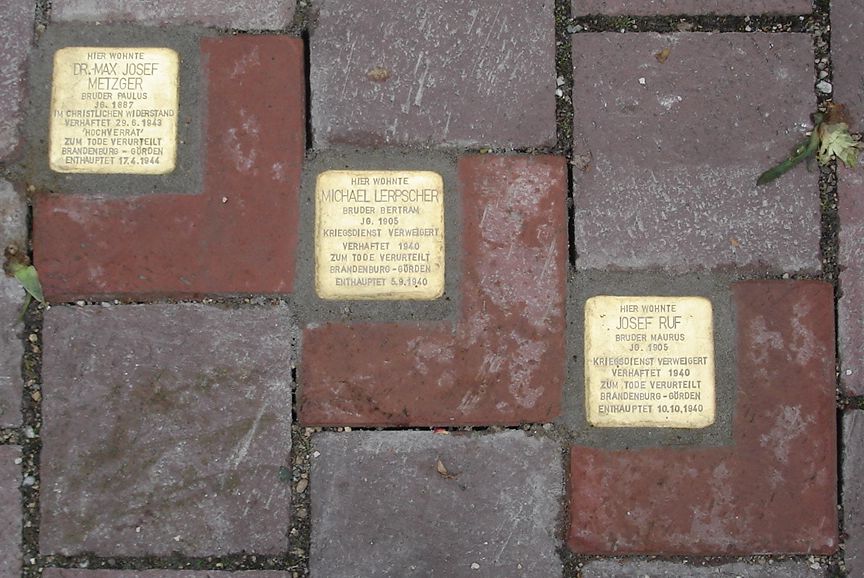 HIER WOHNTE
DR. MAX JOSEF
METZGER
BRUDER PAULUS
JG. 1887
IM CHRISTLICHEN WIDERSTAND
VERHAFTET 29.6.1943
'HOCHVERRAT'
ZUM TODE VERURTEILT
BRANDENBURG-GÖRDEN
ENTHAUPTET 17.4.1944
HIER WOHNTE
MICHAEL LERPSCHER
BRUDER BERTRAM
JG. 1905
KRIEGSDIENST VERWEIGERT
VERHAFTET 1940
ZUM TODE VERURTEILT
BRANDENBURG-GÖRDEN
ENTHAUPTET 5.9.1940
HIER WOHNTE
JOSEF RUF
BRUDER MAURUS
JG. 1905
KRIEGSDIENST VERWEIGERT
VERHAFTET 1940
ZUM TODE VERURTEILT
BRANDENBURG-GÖRDEN
ENTHAUPTET 10.10.1940